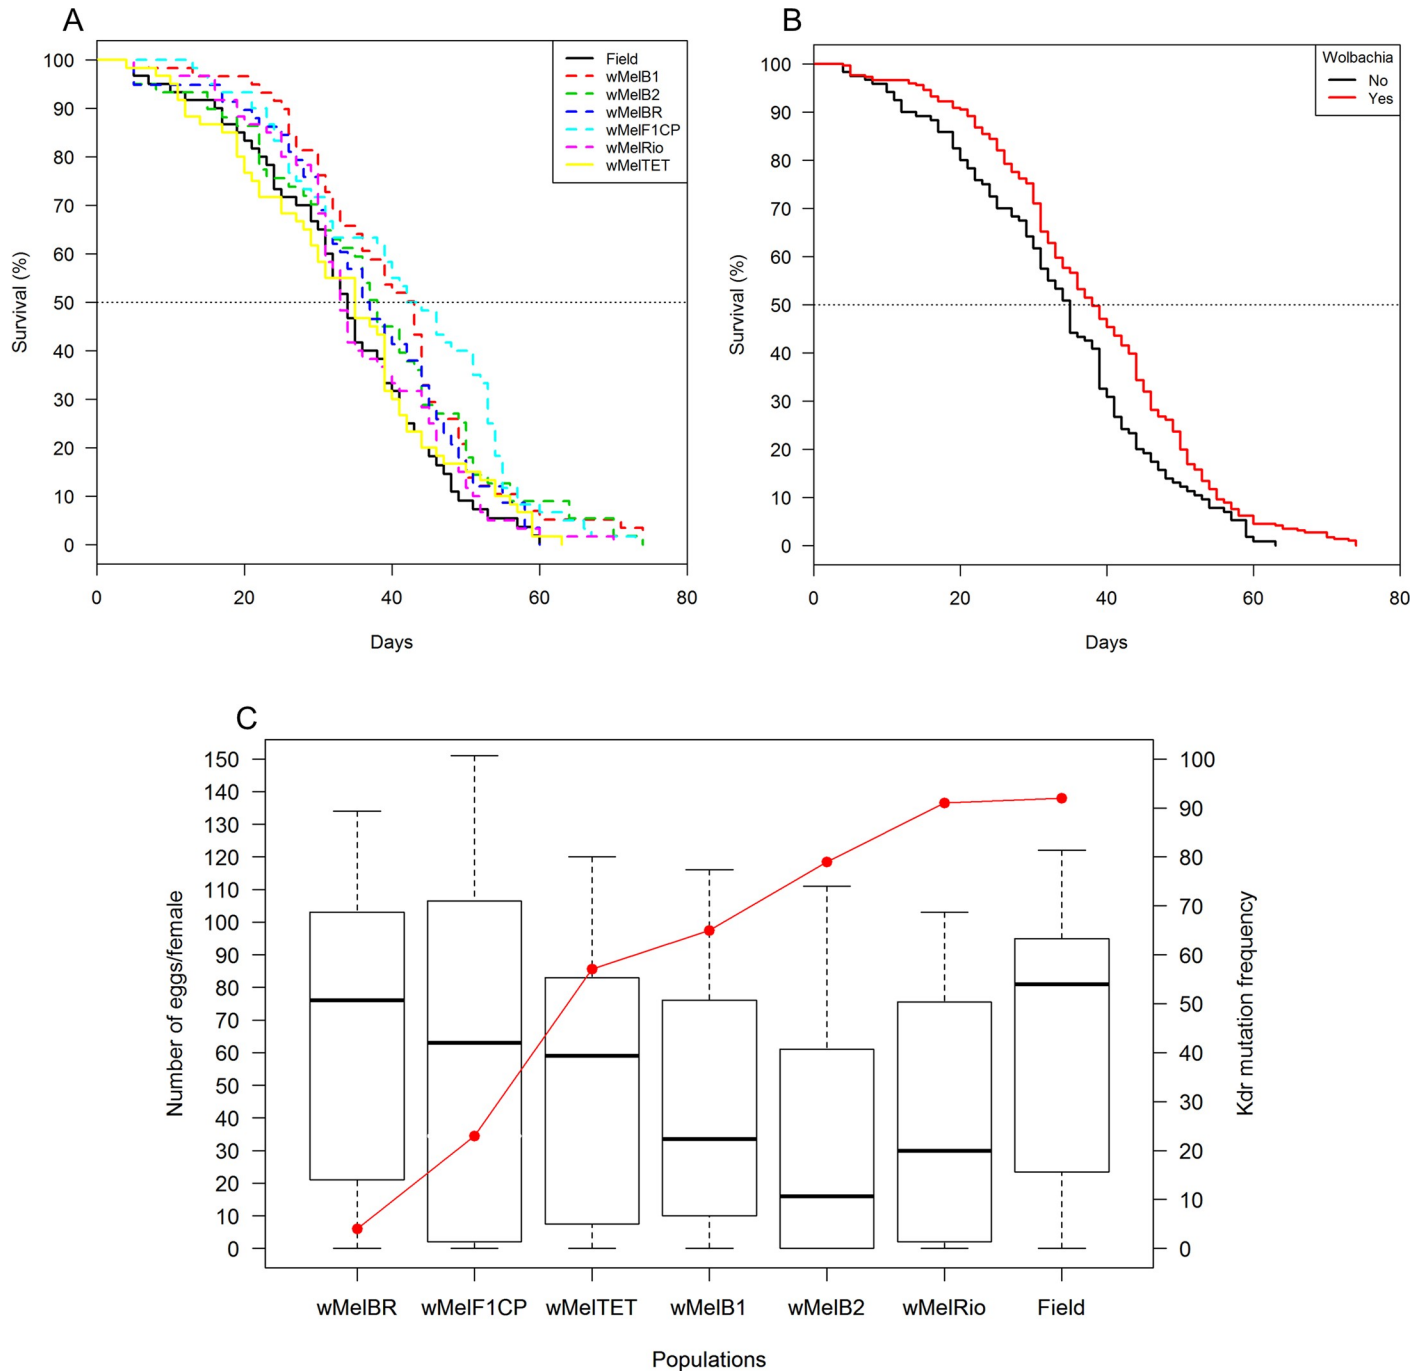 A
100
90
80
70
60
50
40
30
20
10
0
Survival (%)
0 20 40 60 80
Days
Field
wMelB1
wMelB2
wMelBR
wMelF1CP
wMelRio
wMelTET
B
100
90
80
70
60
50
40
30
20
10
0
Survival (%)
0 20 40 60 80
Days
Wolbachia
No
Yes
C
150
140
130
120
110
100
90
80
70
60
50
40
30
20
10
0
Number of eggs/female
100
90
80
70
60
50
40
30
20
10
0
Kdr mutation frequency
wMelBR wMelF1CP wMelTET wMelB1 wMelB2 wMelRio Field
Populations